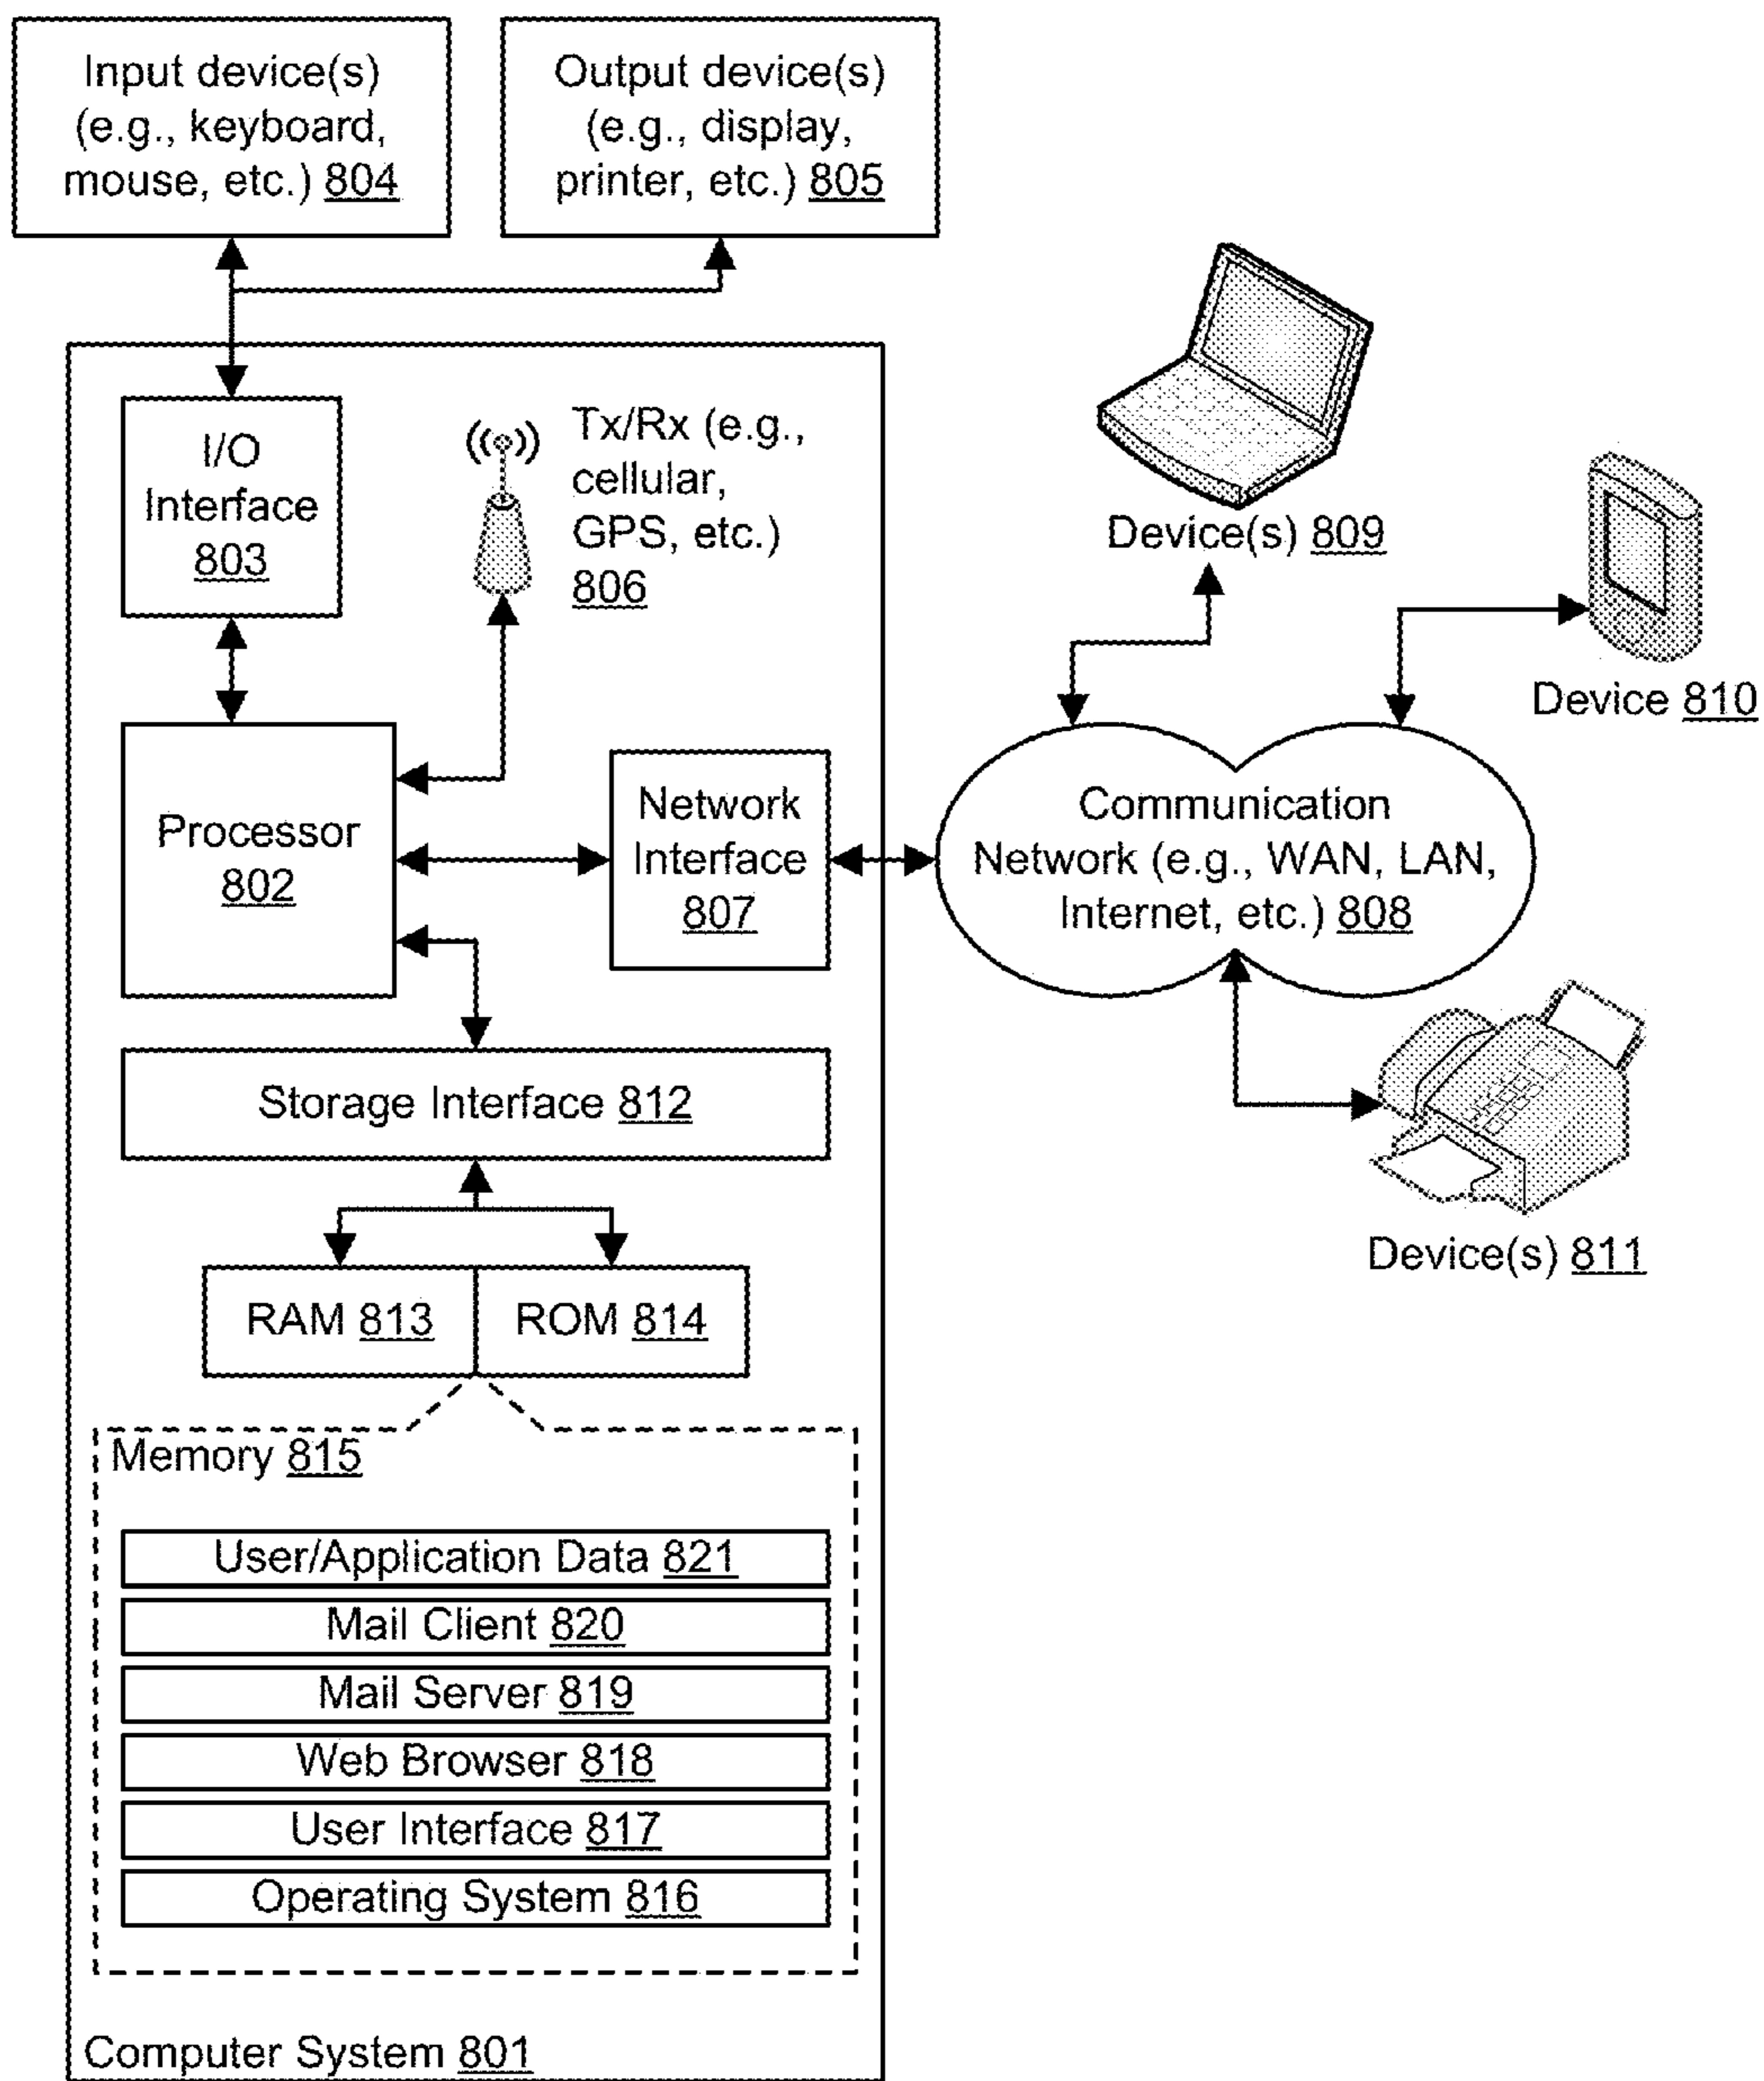 Input device(s)
(e.g., keyboard,
mouse, etc.) 804
Output device(s)
(e.g., display,
printer, etc.) 805
I/O
Interface
803
Tx/Rx (e.g.,
cellular,
GPS, etc.)
806
Device(s) 809
Device 810
Processor
802
Network
Interface
807
Communication
Network (e.g., WAN, LAN,
Internet, etc.) 808
Storage Interface 812
Device(s) 811
RAM 813
ROM 814
Memory 815
User/Application Data 821
Mail Client 820
Mail Server 819
Web Browser 818
User Interface 817
Operating System 816
Computer System 801